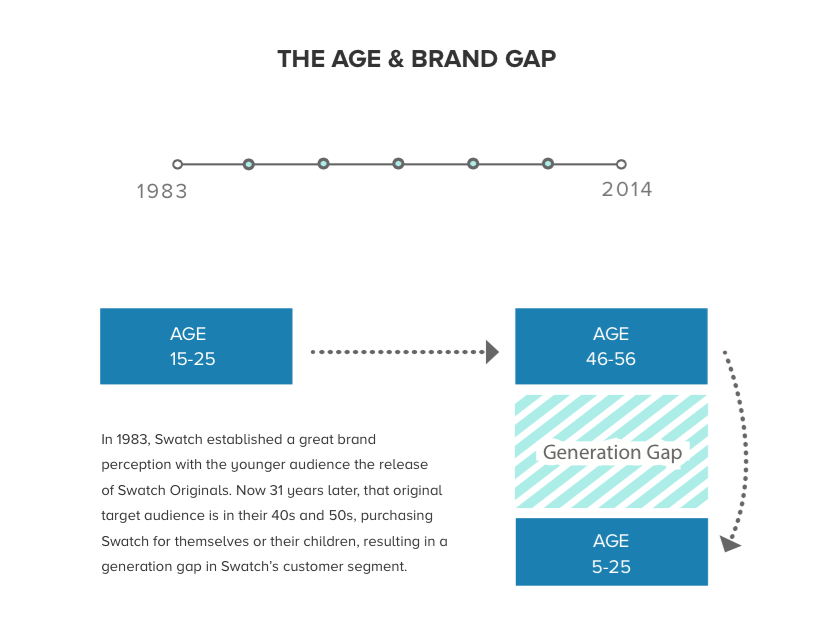 THE AGE & BRAND GAP
1983
2014
AGE
15-25
AGE
46-56
In 1983, Swatch established a great brand
perception with the younger audience the release
of Swatch Originals. Now 31 years later, that original
target audience is in their 40s and 50s, purchasing
Swatch for themselves or their children, resulting in a
generation gap in Swatch's customer segment.
Generation Gap
AGE
5-25